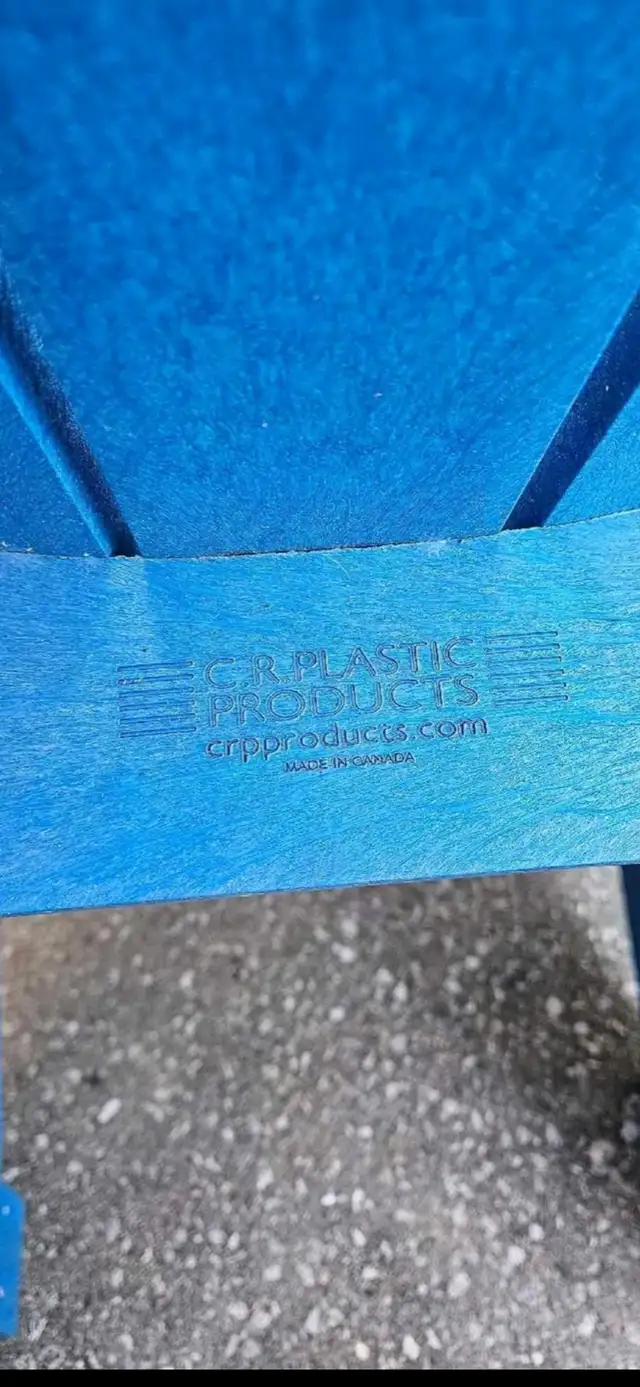 C.R. PLASTIC
PRODUCTS
crpproducts.com
MADE IN CANADA